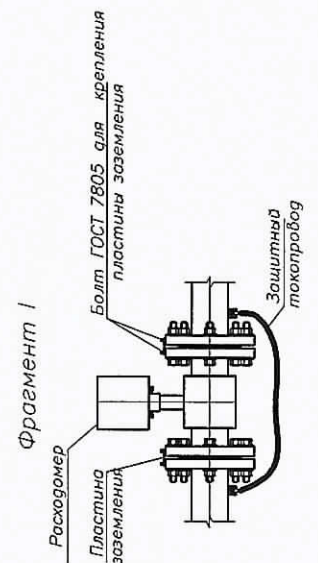 Фрагмент I
Расходомер
Пластина
заземления
Болт ГОСТ 7805 для крепления
пластины заземления
Защитный
токопровод